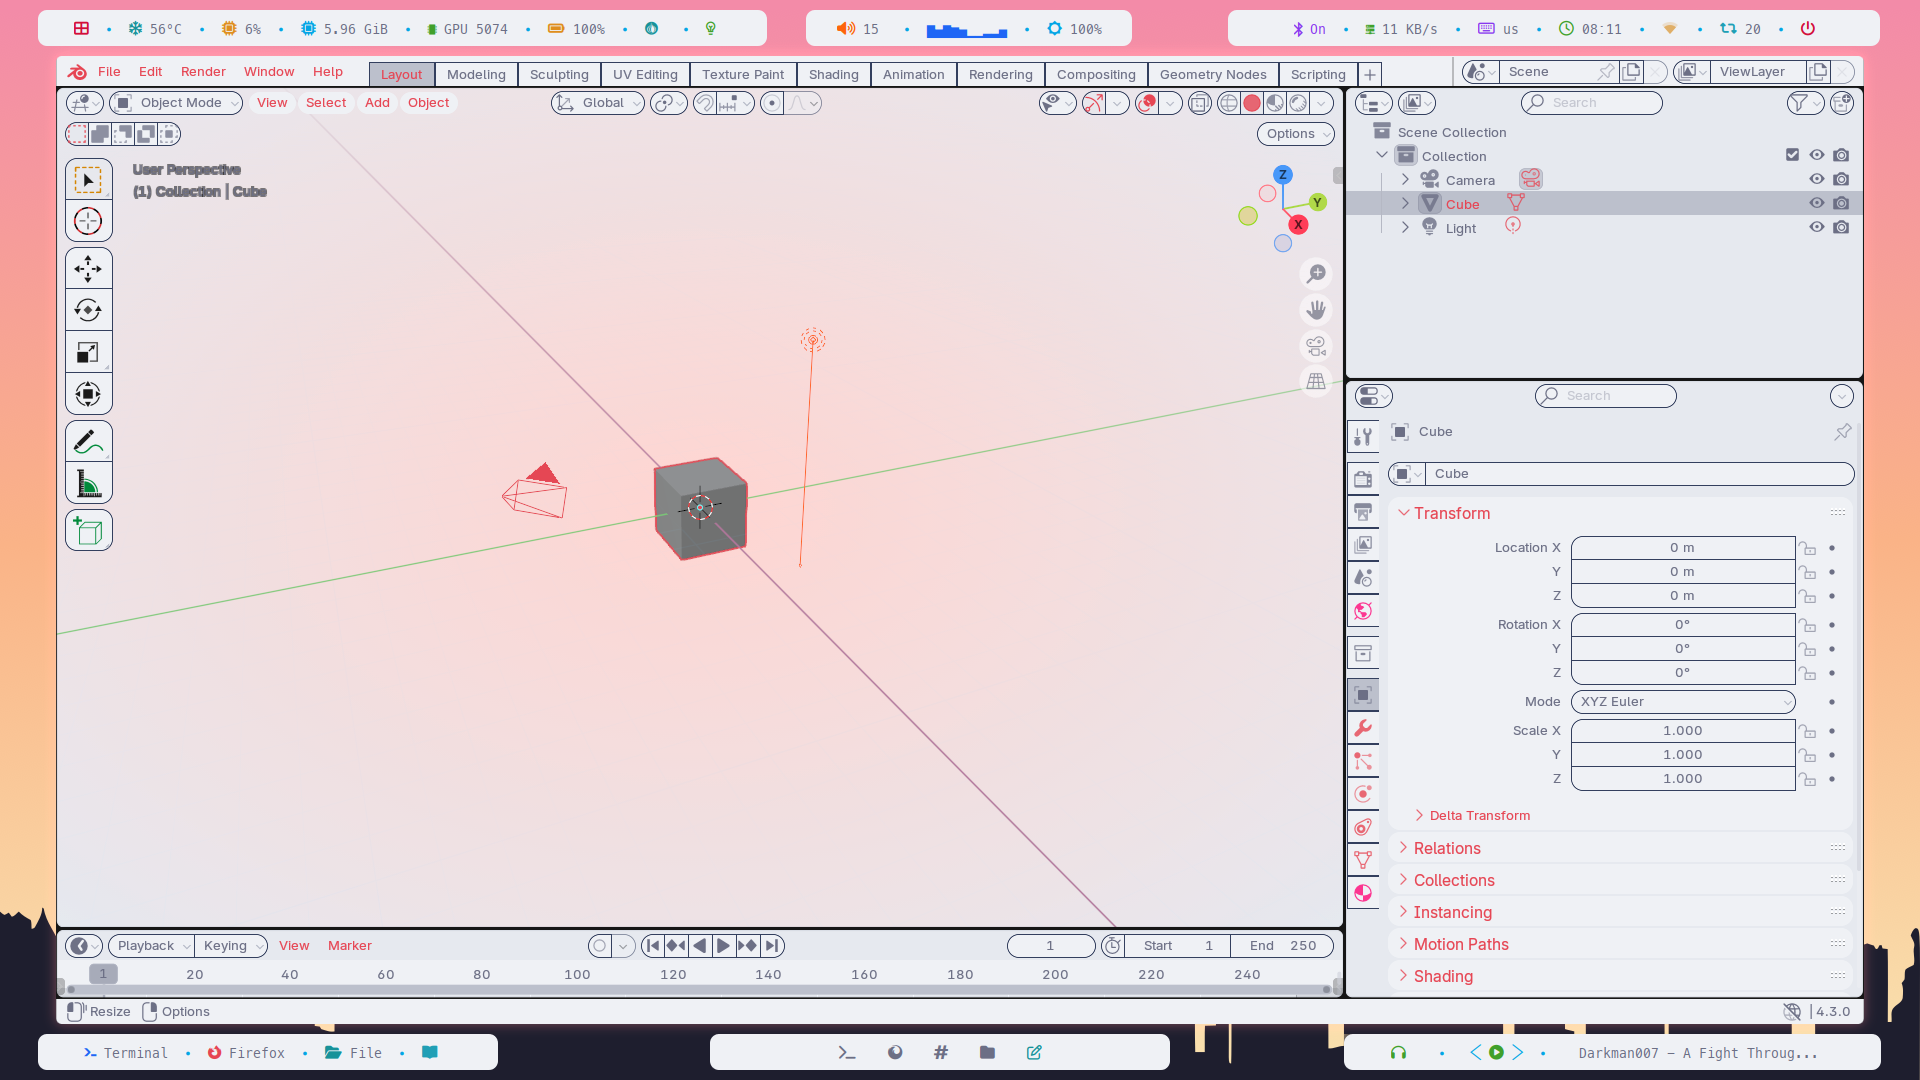 56°C 6% 5.96 GiB GPU 5074 100%
15 100%
On 11 KB/s us 08:11 20
File Edit Render Window Help
Layout Modeling Sculpting UV Editing Texture Paint Shading Animation Rendering Compositing Geometry Nodes Scripting +
Scene ViewLayer
Object Mode View Select Add Object Global
Options
User Perspective
(1) Collection | Cube
Z
Y
X
Search
Scene Collection
Collection
Camera
Cube
Light
Search
Cube
Cube
Transform
Location X 0 m
Y 0 m
Z 0 m
Rotation X 0°
Y 0°
Z 0°
Mode XYZ Euler
Scale X 1.000
Y 1.000
Z 1.000
Delta Transform
Relations
Collections
Instancing
Motion Paths
Shading
Playback Keying View Marker 1 Start 1 End 250
1 20 40 60 80 100 120 140 160 180 200 220 240
Resize Options | 4.3.0
Terminal Firefox File
Darkman007 – A Fight Throug...